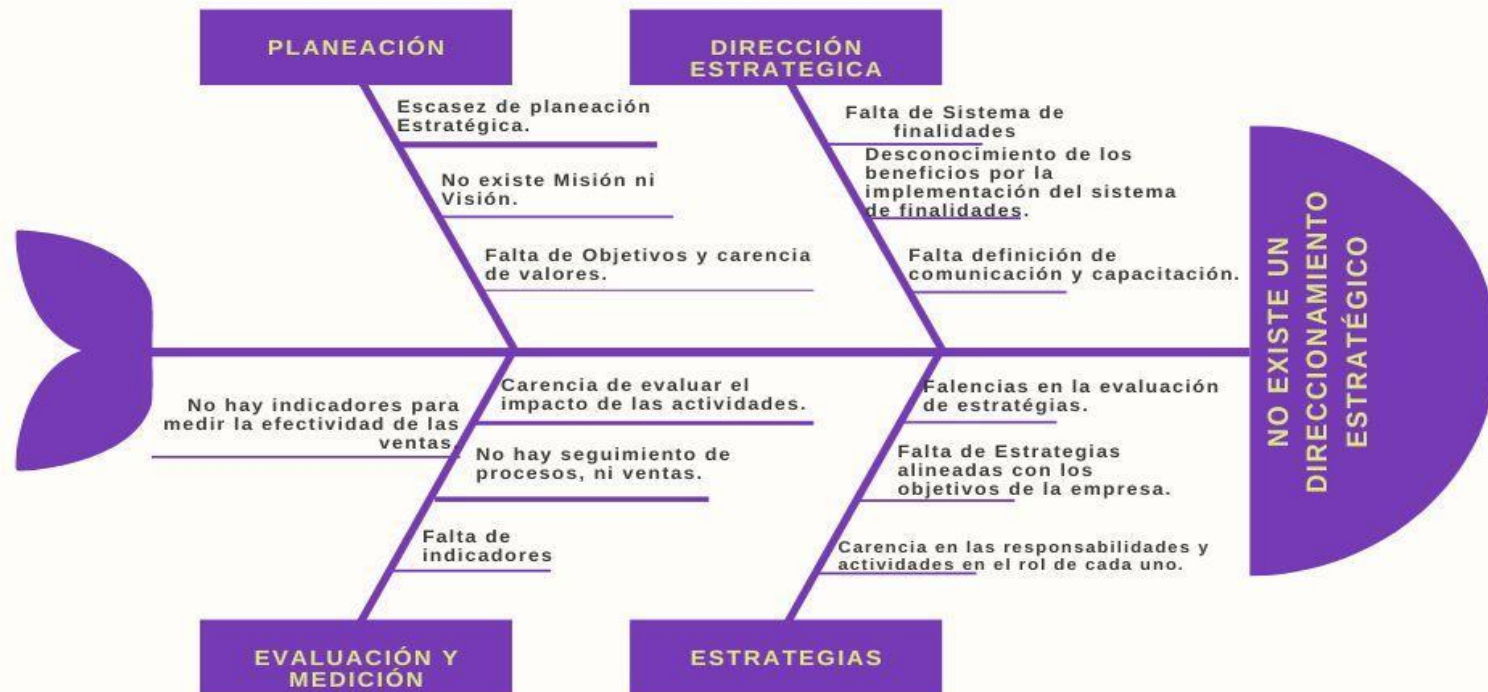 PLANEACIÓN
Escasez de planeación
Estratégica.
No existe Misión ni
Visión.
Falta de Objetivos y carencia
de valores.
DIRECCIÓN
ESTRATEGICA
Falta de Sistema de
finalidades
Desconocimiento de los
beneficios por la
implementación del sistema
de finalidades.
Falta definición de
comunicación y capacitación.
No hay indicadores para
medir la efectividad de las
ventas.
Carencia de evaluar el
impacto de las actividades.
No hay seguimiento de
procesos, ni ventas.
Falta de
indicadores
EVALUACIÓN Y
MEDICIÓN
Falencias en la evaluación
de estratégias.
Falta de Estrategias
alineadas con los
objetivos de la empresa.
Carencia en las responsabilidades y
actividades en el rol de cada uno.
ESTRATEGIAS
NO EXISTE UN
DIRECCIONAMIENTO
ESTRATÉGICO